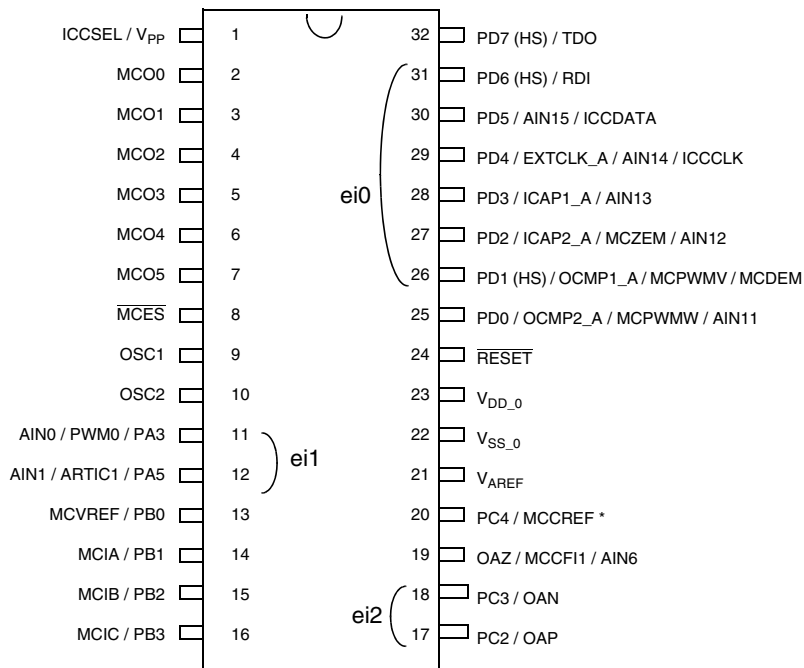 ICCSEL / VPP 1 32 PD7 (HS) / TDO
MCO0 2 31 PD6 (HS) / RDI
MCO1 3 30 PD5 / AIN15 / ICCDATA
MCO2 4 29 PD4 / EXTCLK_A / AIN14 / ICCCLK
MCO3 5 ei0 28 PD3 / ICAP1_A / AIN13
MCO4 6 27 PD2 / ICAP2_A / MCZEM / AIN12
MCO5 7 26 PD1 (HS) / OCMP1_A / MCPWMV / MCDEM
MCES 8 25 PD0 / OCMP2_A / MCPWMW / AIN11
OSC1 9 24 RESET
OSC2 10 23 VDD_0
AIN0 / PWM0 / PA3 11 22 VSS_0
ei1
AIN1 / ARTIC1 / PA5 12 21 VAREF
MCVREF / PB0 13 20 PC4 / MCCREF *
MCIA / PB1 14 19 OAZ / MCCFI1 / AIN6
MCIB / PB2 15 18 PC3 / OAN
ei2
MCIC / PB3 16 17 PC2 / OAP